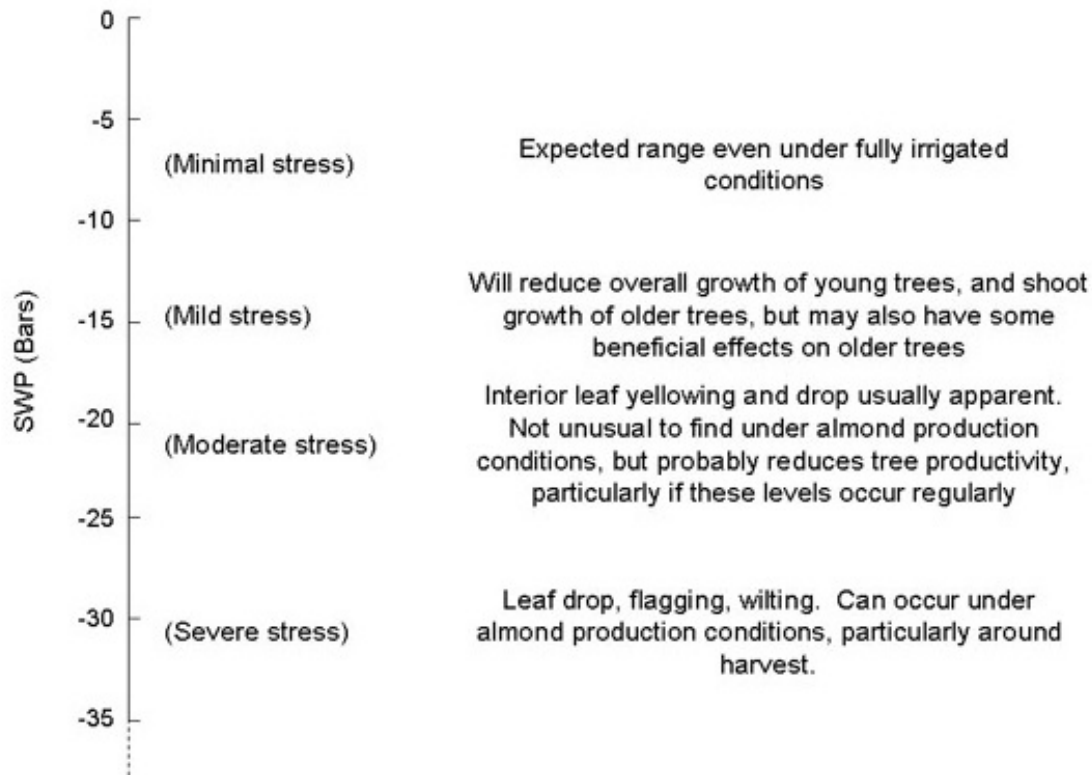 0
-5
(Minimal stress)
Expected range even under fully irrigated
conditions
-10
SWP (Bars)
-15
(Mild stress)
Will reduce overall growth of young trees, and shoot
growth of older trees, but may also have some
beneficial effects on older trees
-20
(Moderate stress)
Interior leaf yellowing and drop usually apparent.
Not unusual to find under almond production
conditions, but probably reduces tree productivity,
particularly if these levels occur regularly
-25
-30
(Severe stress)
Leaf drop, flagging, wilting. Can occur under
almond production conditions, particularly around
harvest.
-35